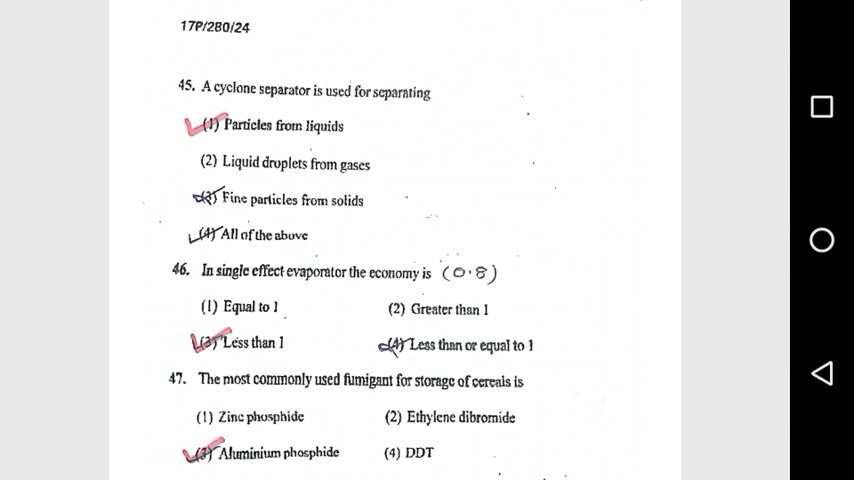 17P/280/24
45. A cyclone separator is used for separating
(1) Particles from liquids
(2) Liquid droplets from gases
(3) Fine particles from solids
(4) All of the above
46. In single effect evaporator the economy is (0.8)
(1) Equal to 1 (2) Greater than 1
(3) Less than 1 (4) Less than or equal to 1
47. The most commonly used fumigant for storage of cereals is
(1) Zinc phosphide (2) Ethylene dibromide
(3) Aluminium phosphide (4) DDT